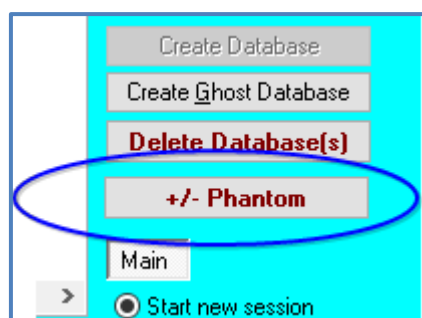 Create Database
Create Ghost Database
Delete Database(s)
+/- Phantom
Main
>
Start new session